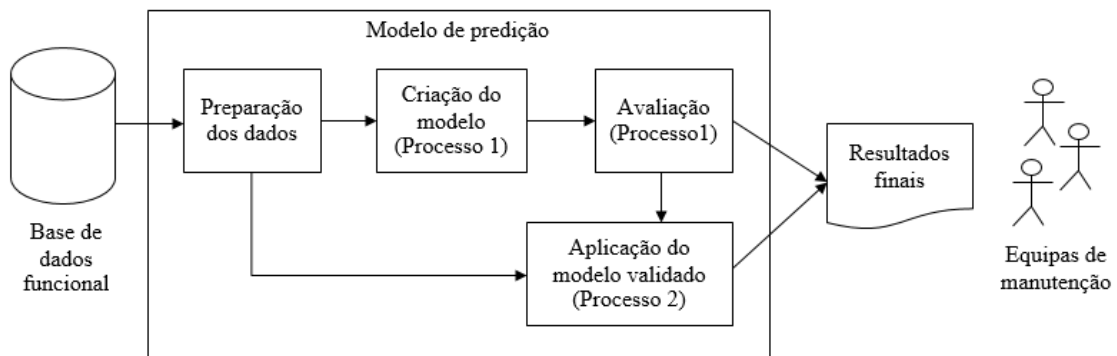 Modelo de predição
Base de
dados
funcional
Preparação
dos dados
Criação do
modelo
(Processo 1)
Avaliação
(Processo1)
Aplicação do
modelo validado
(Processo 2)
Resultados
finais
Equipas de
manutenção